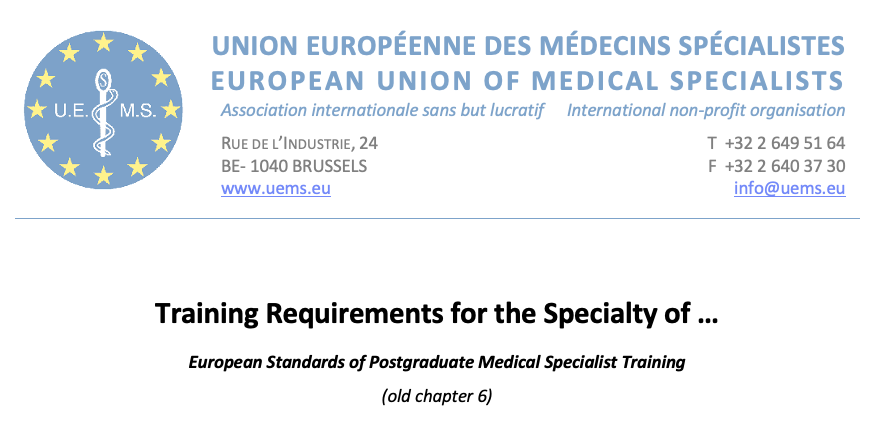 UNION EUROPÉENNE DES MÉDECINS SPÉCIALISTES
EUROPEAN UNION OF MEDICAL SPECIALISTS
Association internationale sans but lucratif International non-profit organisation
U.E. M.S.
RUE DE L'INDUSTRIE, 24 T +32 2 649 51 64
BE- 1040 BRUSSELS F +32 2 640 37 30
www.uems.eu info@uems.eu
Training Requirements for the Specialty of …
European Standards of Postgraduate Medical Specialist Training
(old chapter 6)